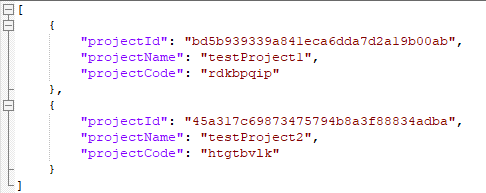 [
{
"projectId": "bd5b939339a841eca6dda7d2a19b00ab",
"projectName": "testProject1",
"projectCode": "rdkbpqip"
},
{
"projectId": "45a317c69873475794b8a3f88834adba",
"projectName": "testProject2",
"projectCode": "htgtbvlk"
}
]